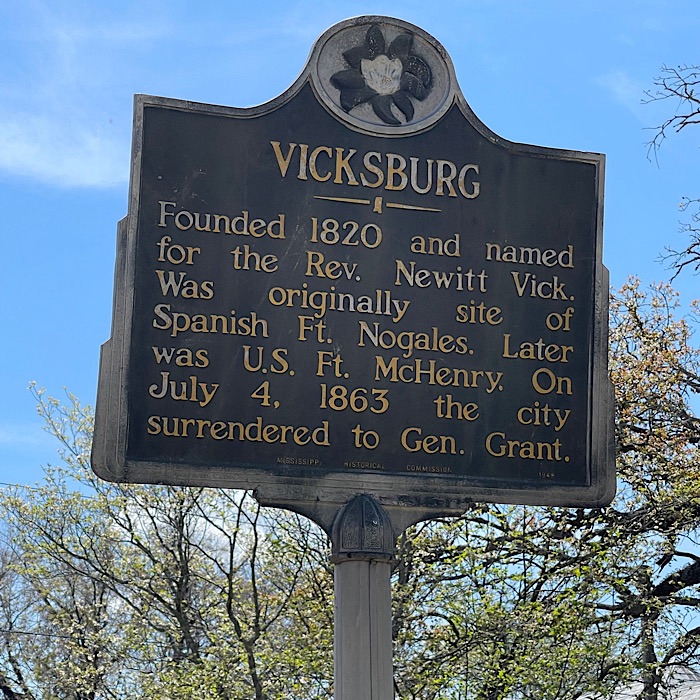 VICKSBURG
Founded 1820 and named
for the Rev. Newitt Vick.
Was originally site of
Spanish Ft. Nogales. Later
was U.S. Ft. McHenry. On
July 4, 1863 the city
surrendered to Gen. Grant.
MISSISSIPPI HISTORICAL COMMISSION